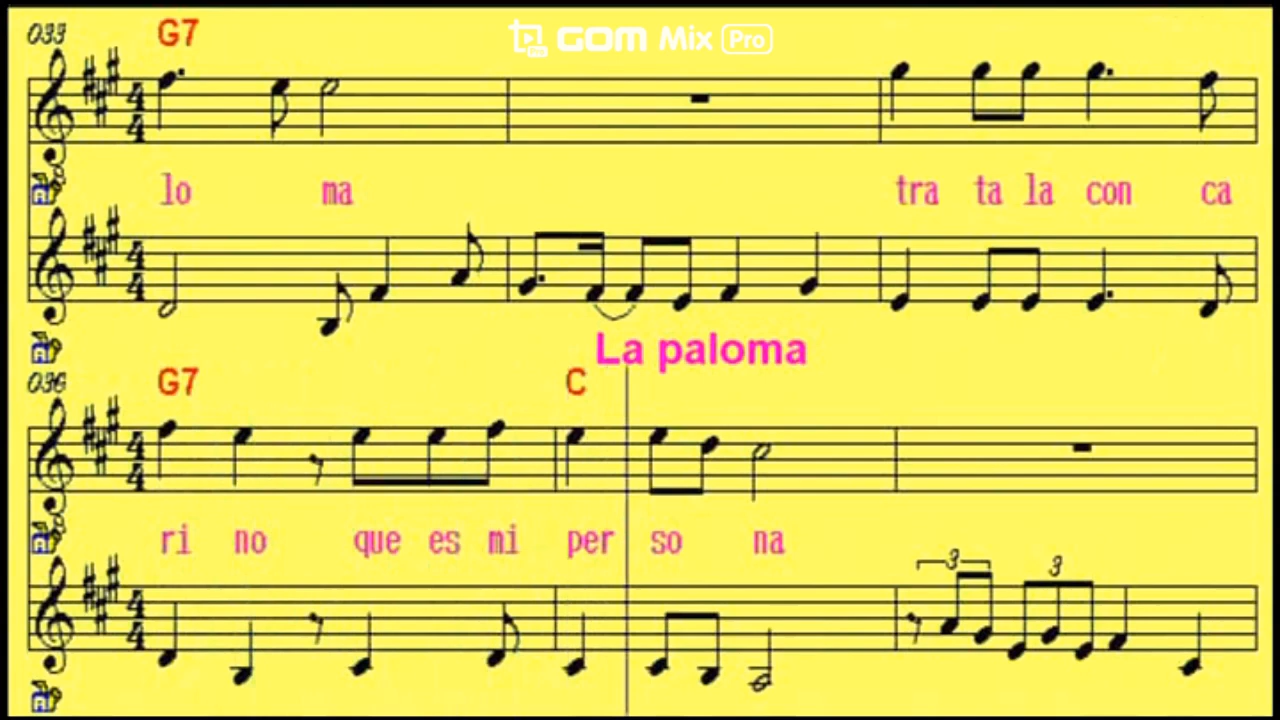 GOM Mix Pro
033 G7
lo ma tra ta la con ca
La paloma
036 G7 C
ri no que es mi per so na
3 3